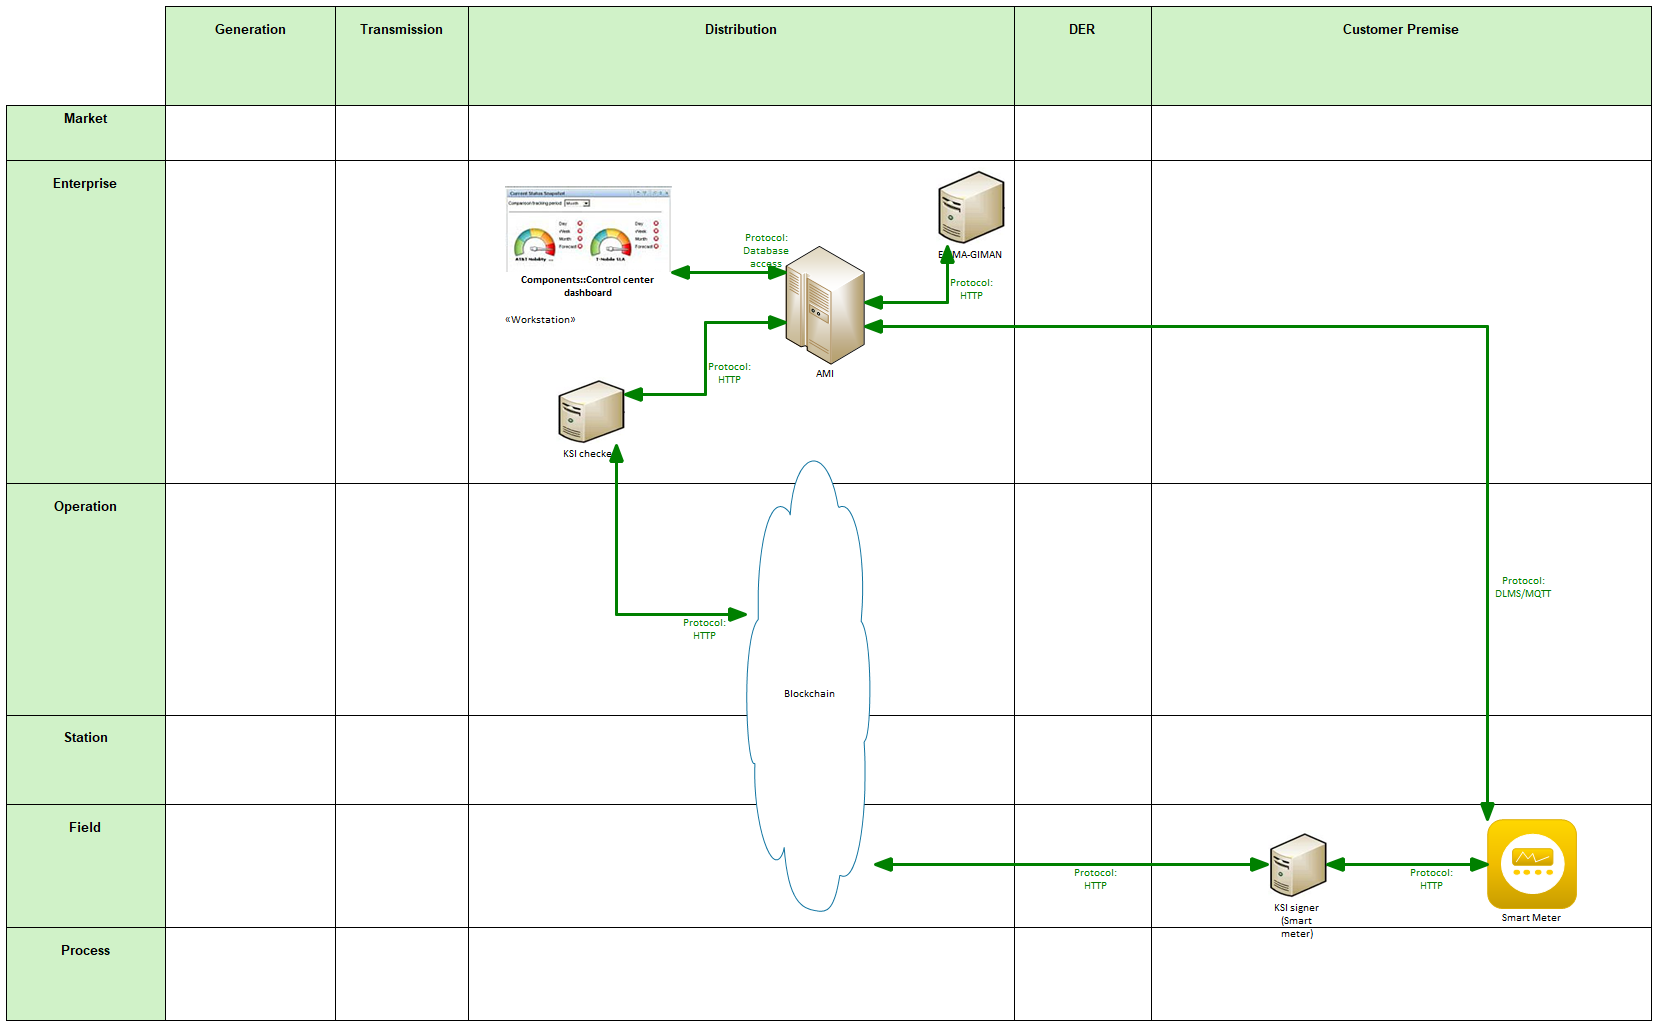 Generation
Transmission
Distribution
DER
Customer Premise
Market
Enterprise
Current Status Snapshot
Comparison tracking period: Month
Day
Week
Month
Forecast
Day
Week
Month
Forecast
AT&T Mobility ...
T-Mobile SLA
Components::Control center
dashboard
«Workstation»
Protocol:
Database
access
AMI
MA-GIMAN
Protocol:
HTTP
Protocol:
HTTP
KSI checke
Operation
Protocol:
HTTP
Blockchain
Protocol:
DLMS/MQTT
Station
Field
Protocol:
HTTP
KSI signer
(Smart
meter)
Protocol:
HTTP
Smart Meter
Process